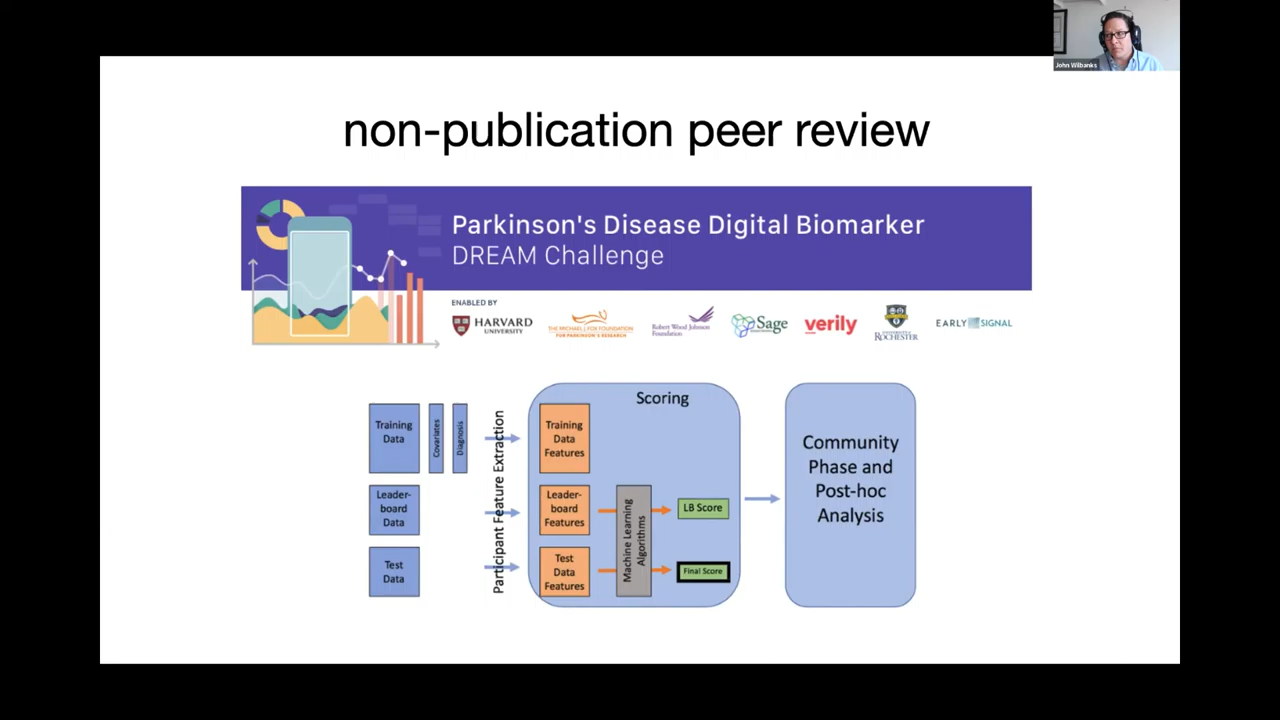 John Wilbanks
non-publication peer review
Parkinson's Disease Digital Biomarker
DREAM Challenge
ENABLED BY
HARVARD
UNIVERSITY
THE MICHAEL J. FOX FOUNDATION
FOR PARKINSON'S RESEARCH
Robert Wood Johnson
Foundation
Sage
verily
UNIVERSITY of
ROCHESTER
EARLY SIGNAL
Training
Data
Covariates
Diagnosis
Leader-
board
Data
Test
Data
Participant Feature Extraction
Scoring
Training
Data
Features
Leader-
board
Features
Test
Data
Features
Machine Learning
Algorithms
LB Score
Final Score
Community
Phase and
Post-hoc
Analysis